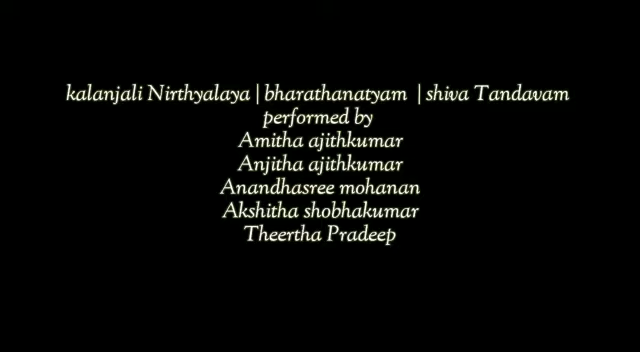 kalanjali Nirthyalaya | bharathanatyam | shiva Tandavam
performed by
Amitha ajithkumar
Anjitha ajithkumar
Anandhasree mohanan
Akshitha shobhakumar
Theertha Pradeep